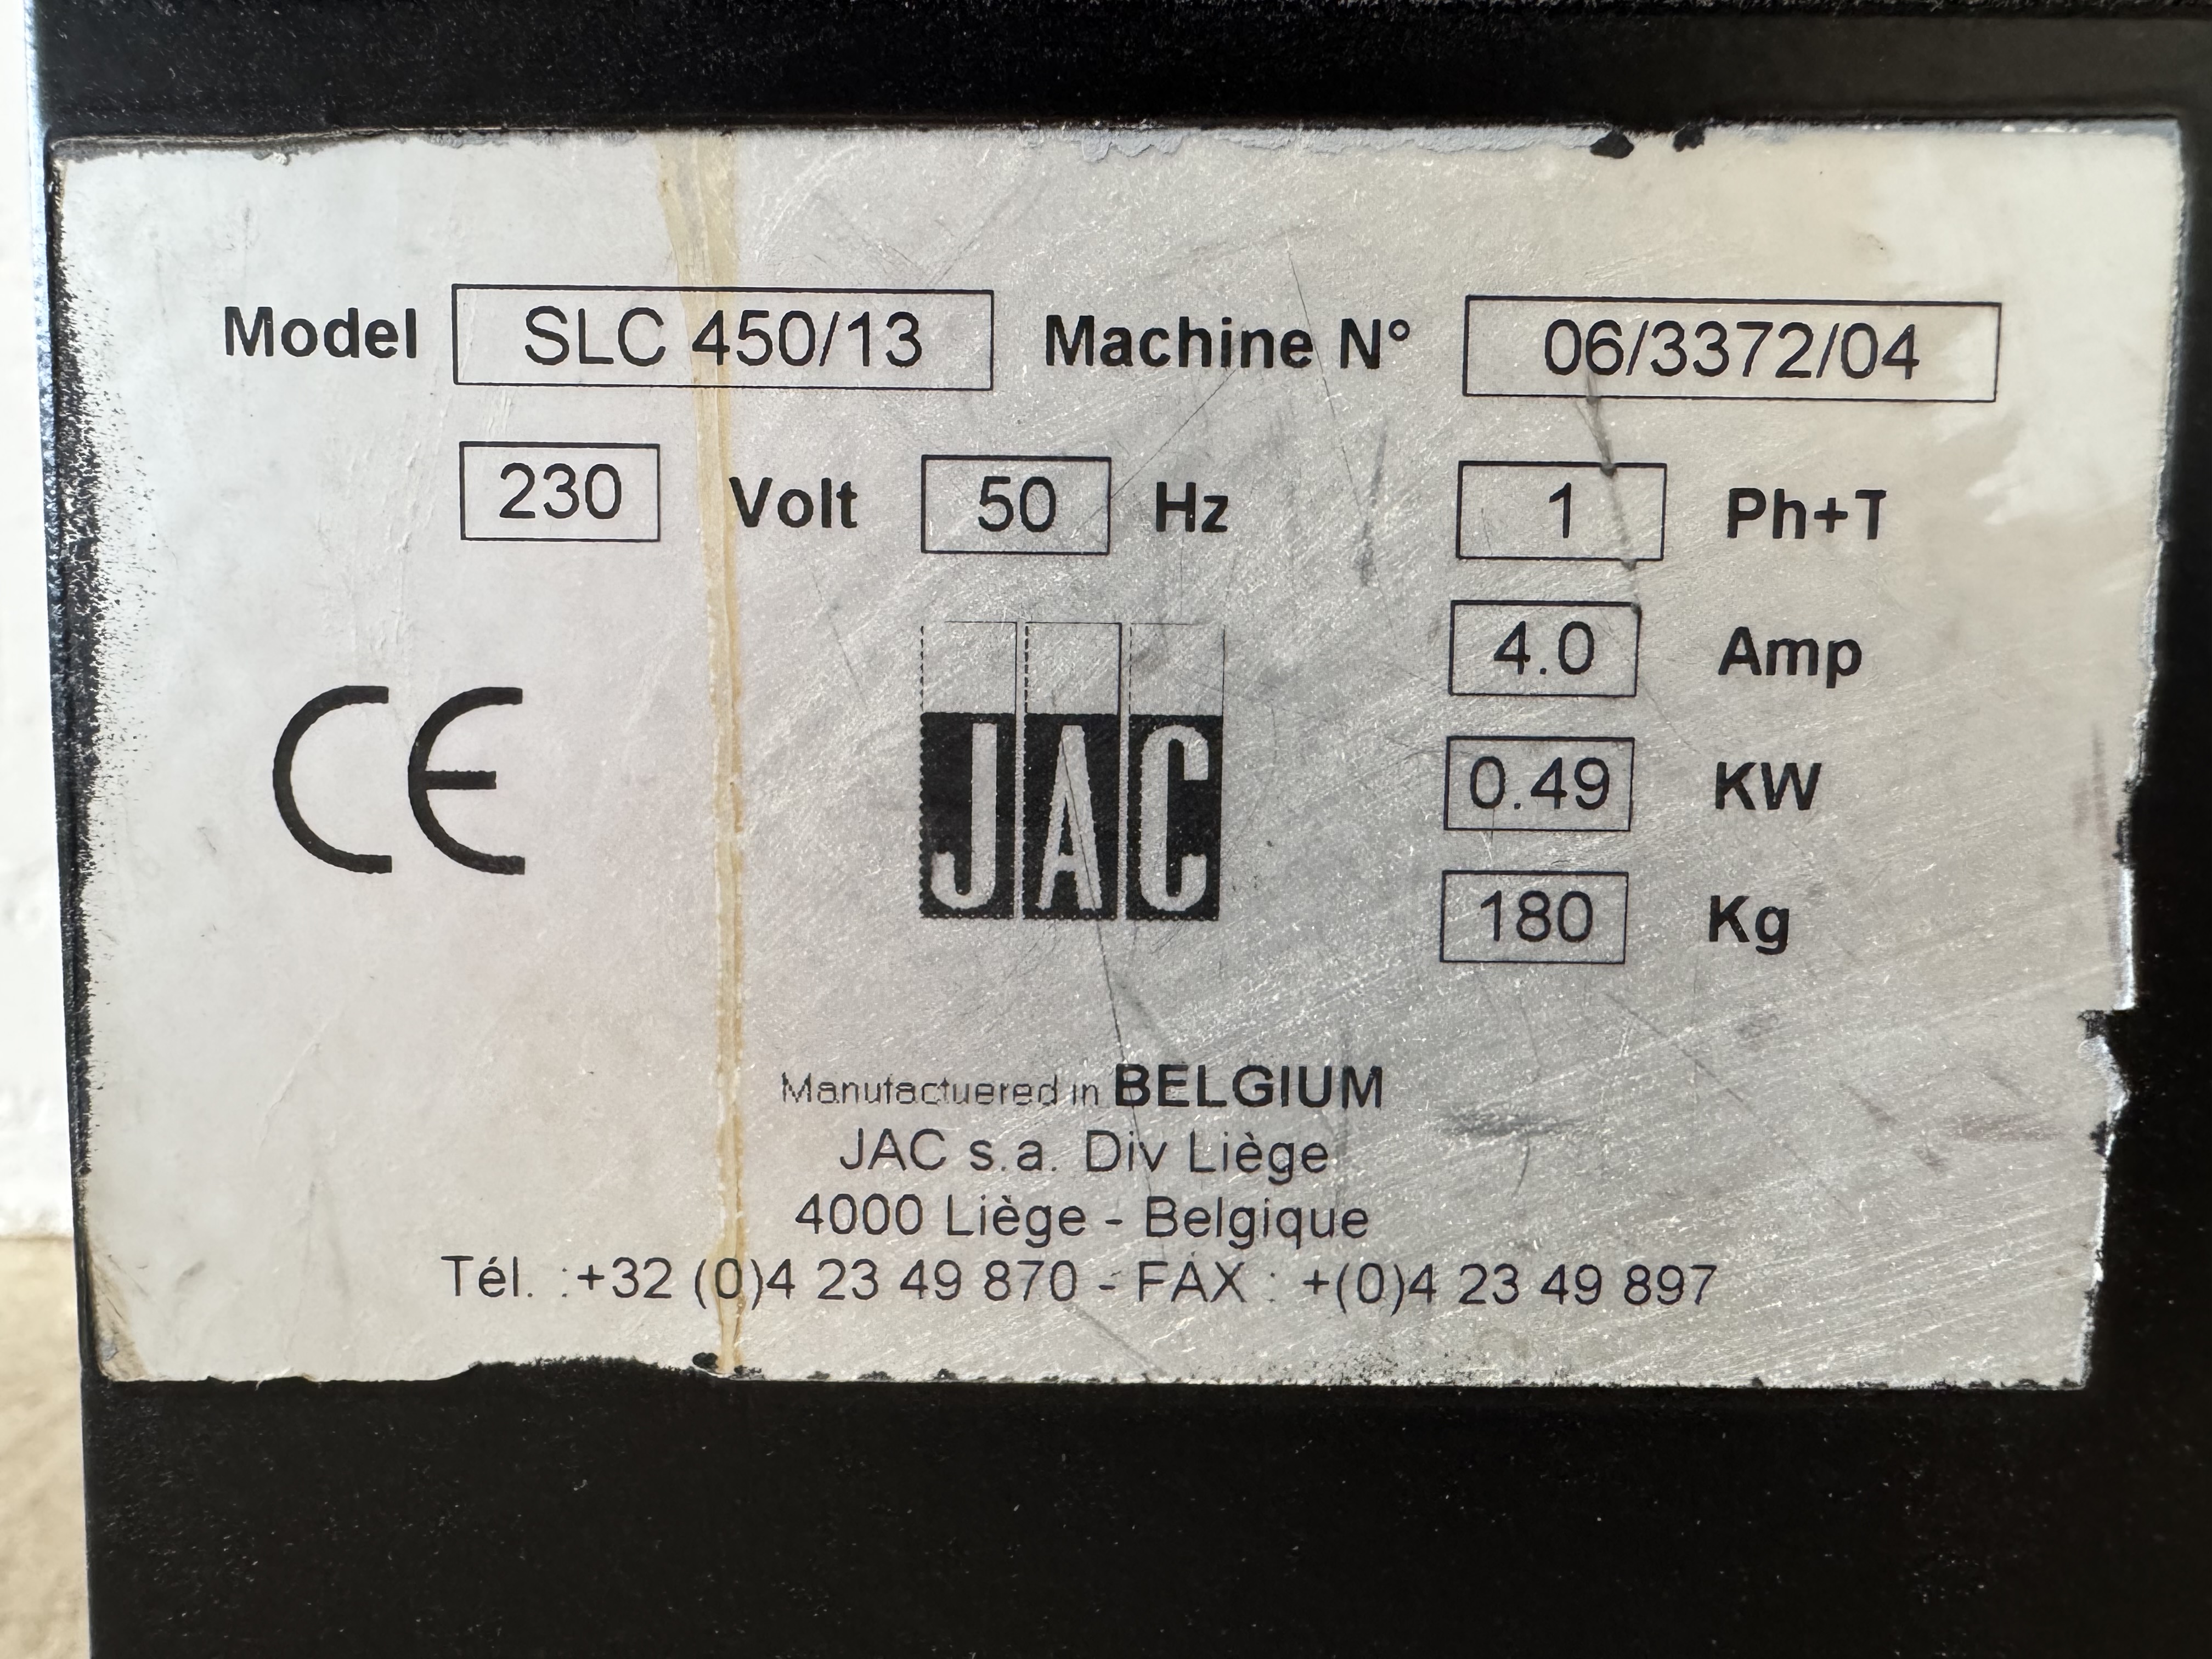 Model SLC 450/13 Machine N° 06/3372/04
230 Volt 50 Hz 1 Ph+T
4.0 Amp
CE JAC 0.49 KW
180 Kg
Manufactuered in BELGIUM
JAC s.a. Div Liège
4000 Liège - Belgique
Tél. :+32 (0)4 23 49 870 - FAX : +(0)4 23 49 897